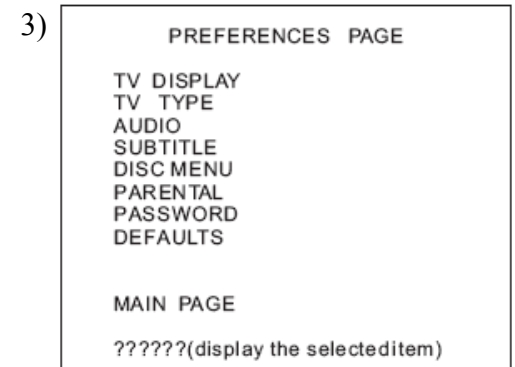 3)
PREFERENCES PAGE
TV DISPLAY
TV TYPE
AUDIO
SUBTITLE
DISC MENU
PARENTAL
PASSWORD
DEFAULTS
MAIN PAGE
??????(display the selecteditem)